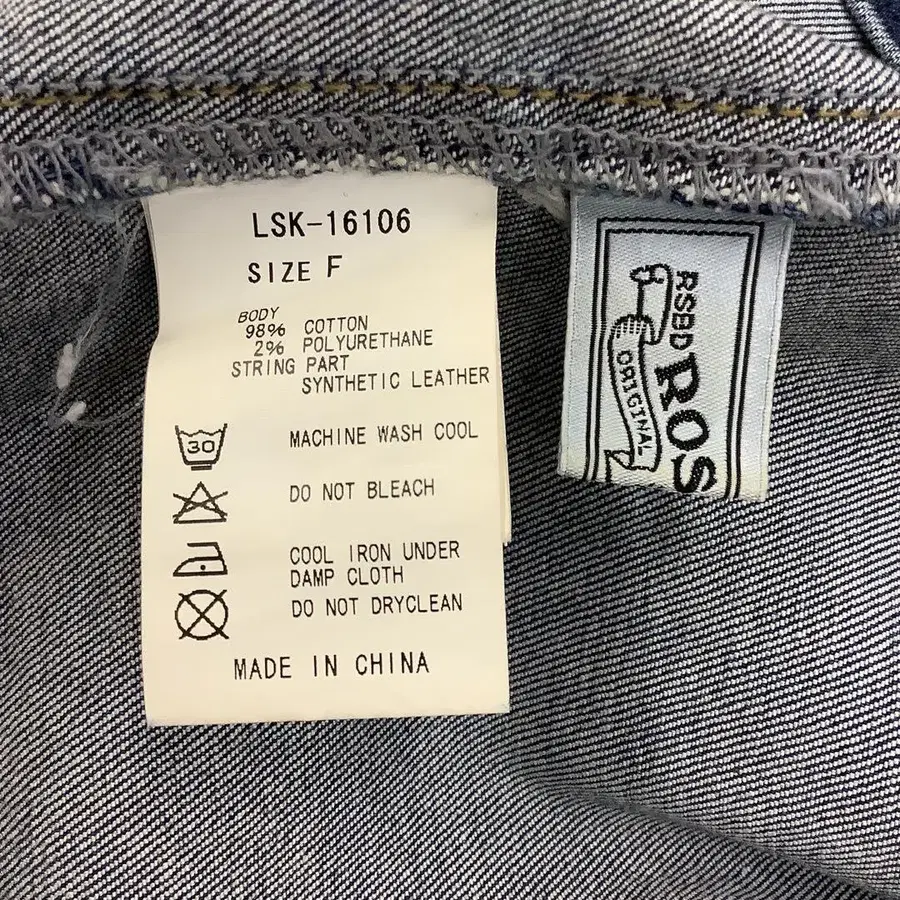 LSK-16106
SIZE F
BODY
98% COTTON
2% POLYURETHANE
STRING PART
SYNTHETIC LEATHER
30
MACHINE WASH COOL
DO NOT BLEACH
COOL IRON UNDER
DAMP CLOTH
DO NOT DRYCLEAN
MADE IN CHINA
RSBD
ROS
ORIGINAL